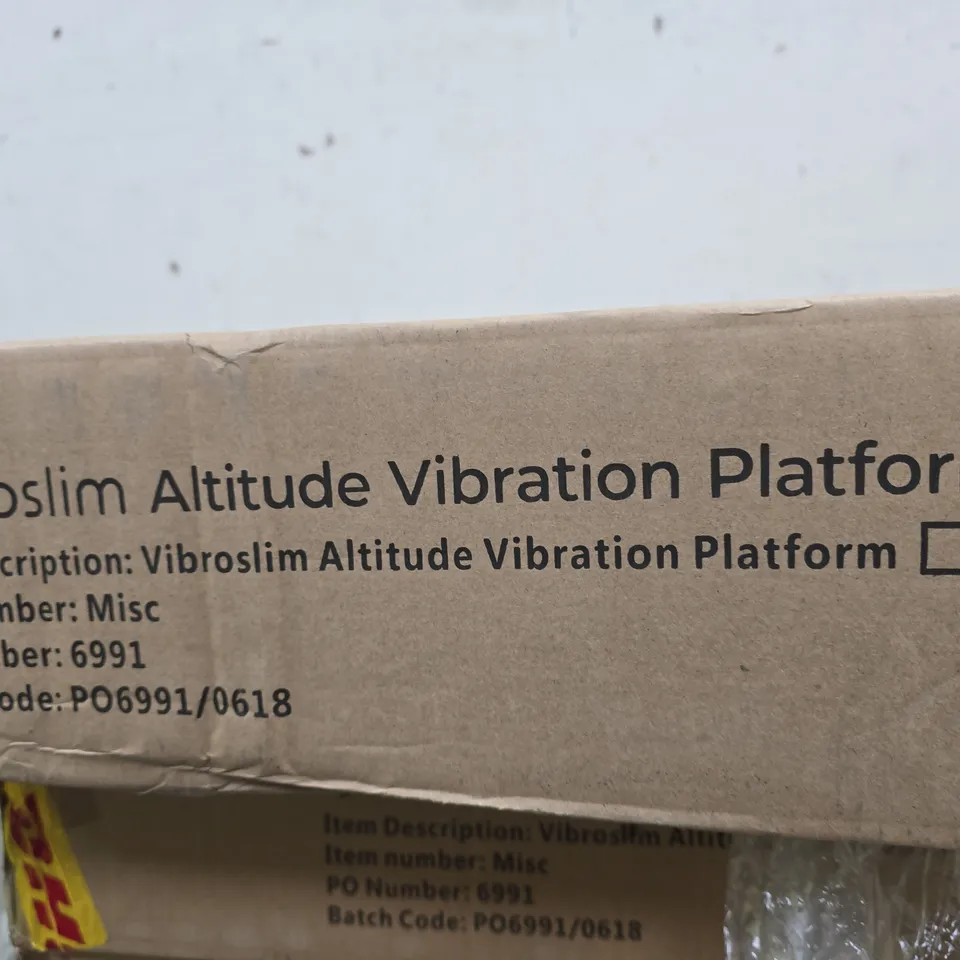 oslim Altitude Vibration Platfor
cription: Vibroslim Altitude Vibration Platform
mber: Misc
ber: 6991
ode: PO6991/0618
Item Description: Vibroslim Altit
Item number: Misc
PO Number: 6991
Batch Code: PO6991/0618